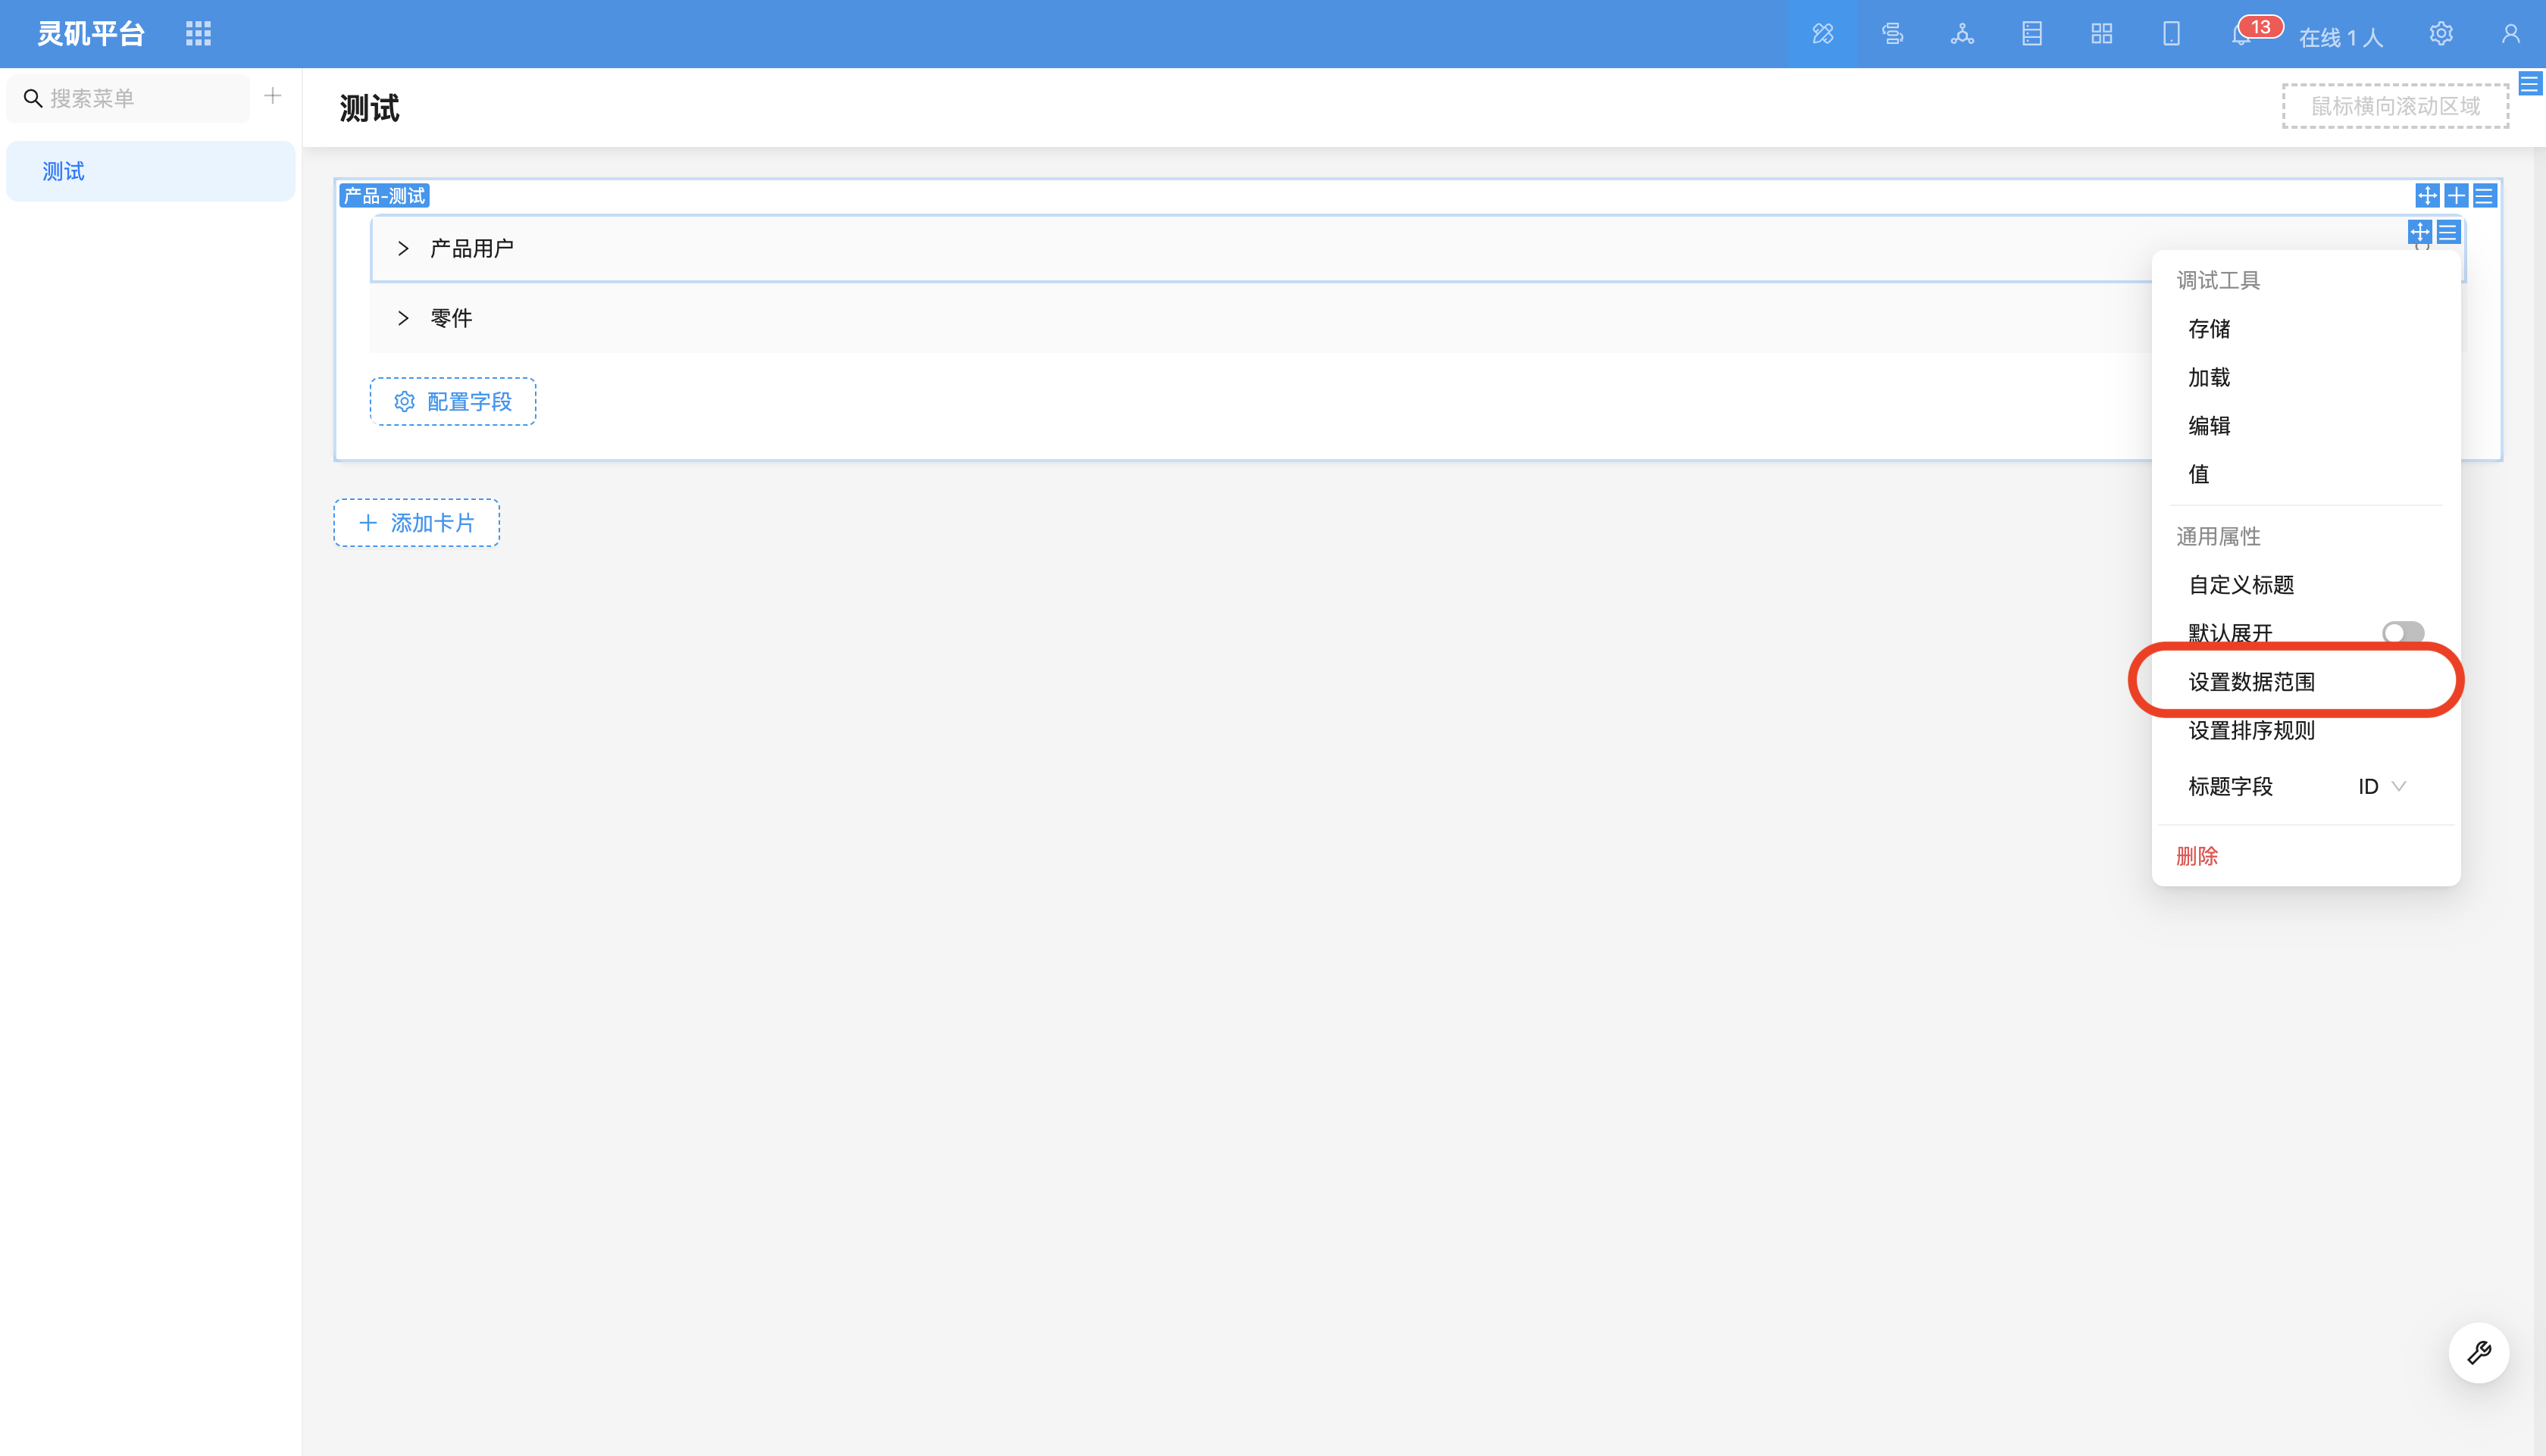 灵矶平台
13
在线 1 人
搜索菜单
测试
测试
鼠标横向滚动区域
产品-测试
产品用户
零件
配置字段
添加卡片
调试工具
存储
加载
编辑
值
通用属性
自定义标题
默认展开
设置数据范围
设置排序规则
标题字段 ID
删除